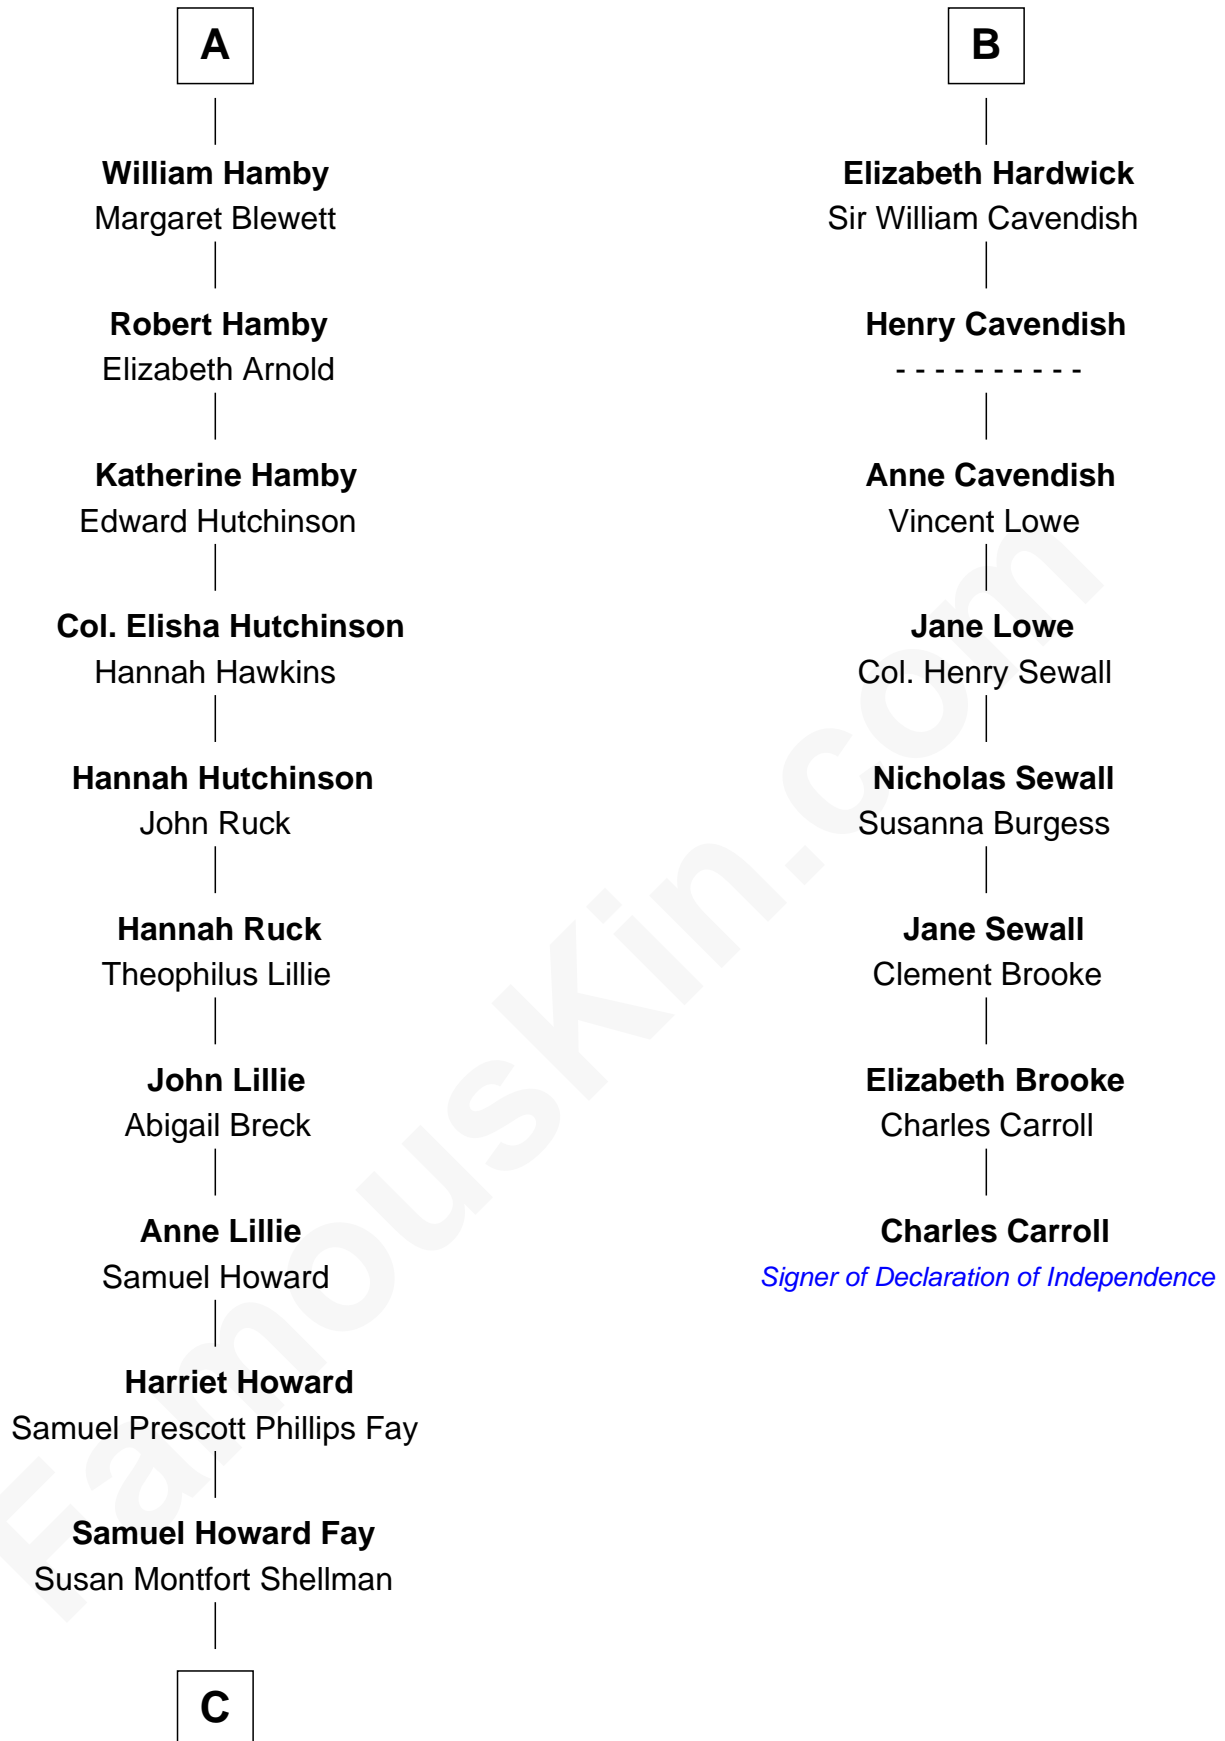 A
William Hamby
Margaret Blewett
Robert Hamby
Elizabeth Arnold
Katherine Hamby
Edward Hutchinson
Col. Elisha Hutchinson
Hannah Hawkins
Hannah Hutchinson
John Ruck
Hannah Ruck
Theophilus Lillie
John Lillie
Abigail Breck
Anne Lillie
Samuel Howard
Harriet Howard
Samuel Prescott Phillips Fay
Samuel Howard Fay
Susan Montfort Shellman
C
B
Elizabeth Hardwick
Sir William Cavendish
Henry Cavendish
- - - - - - - - - -
Anne Cavendish
Vincent Lowe
Jane Lowe
Col. Henry Sewall
Nicholas Sewall
Susanna Burgess
Jane Sewall
Clement Brooke
Elizabeth Brooke
Charles Carroll
Charles Carroll
Signer of Declaration of Independence
FamousKin.com